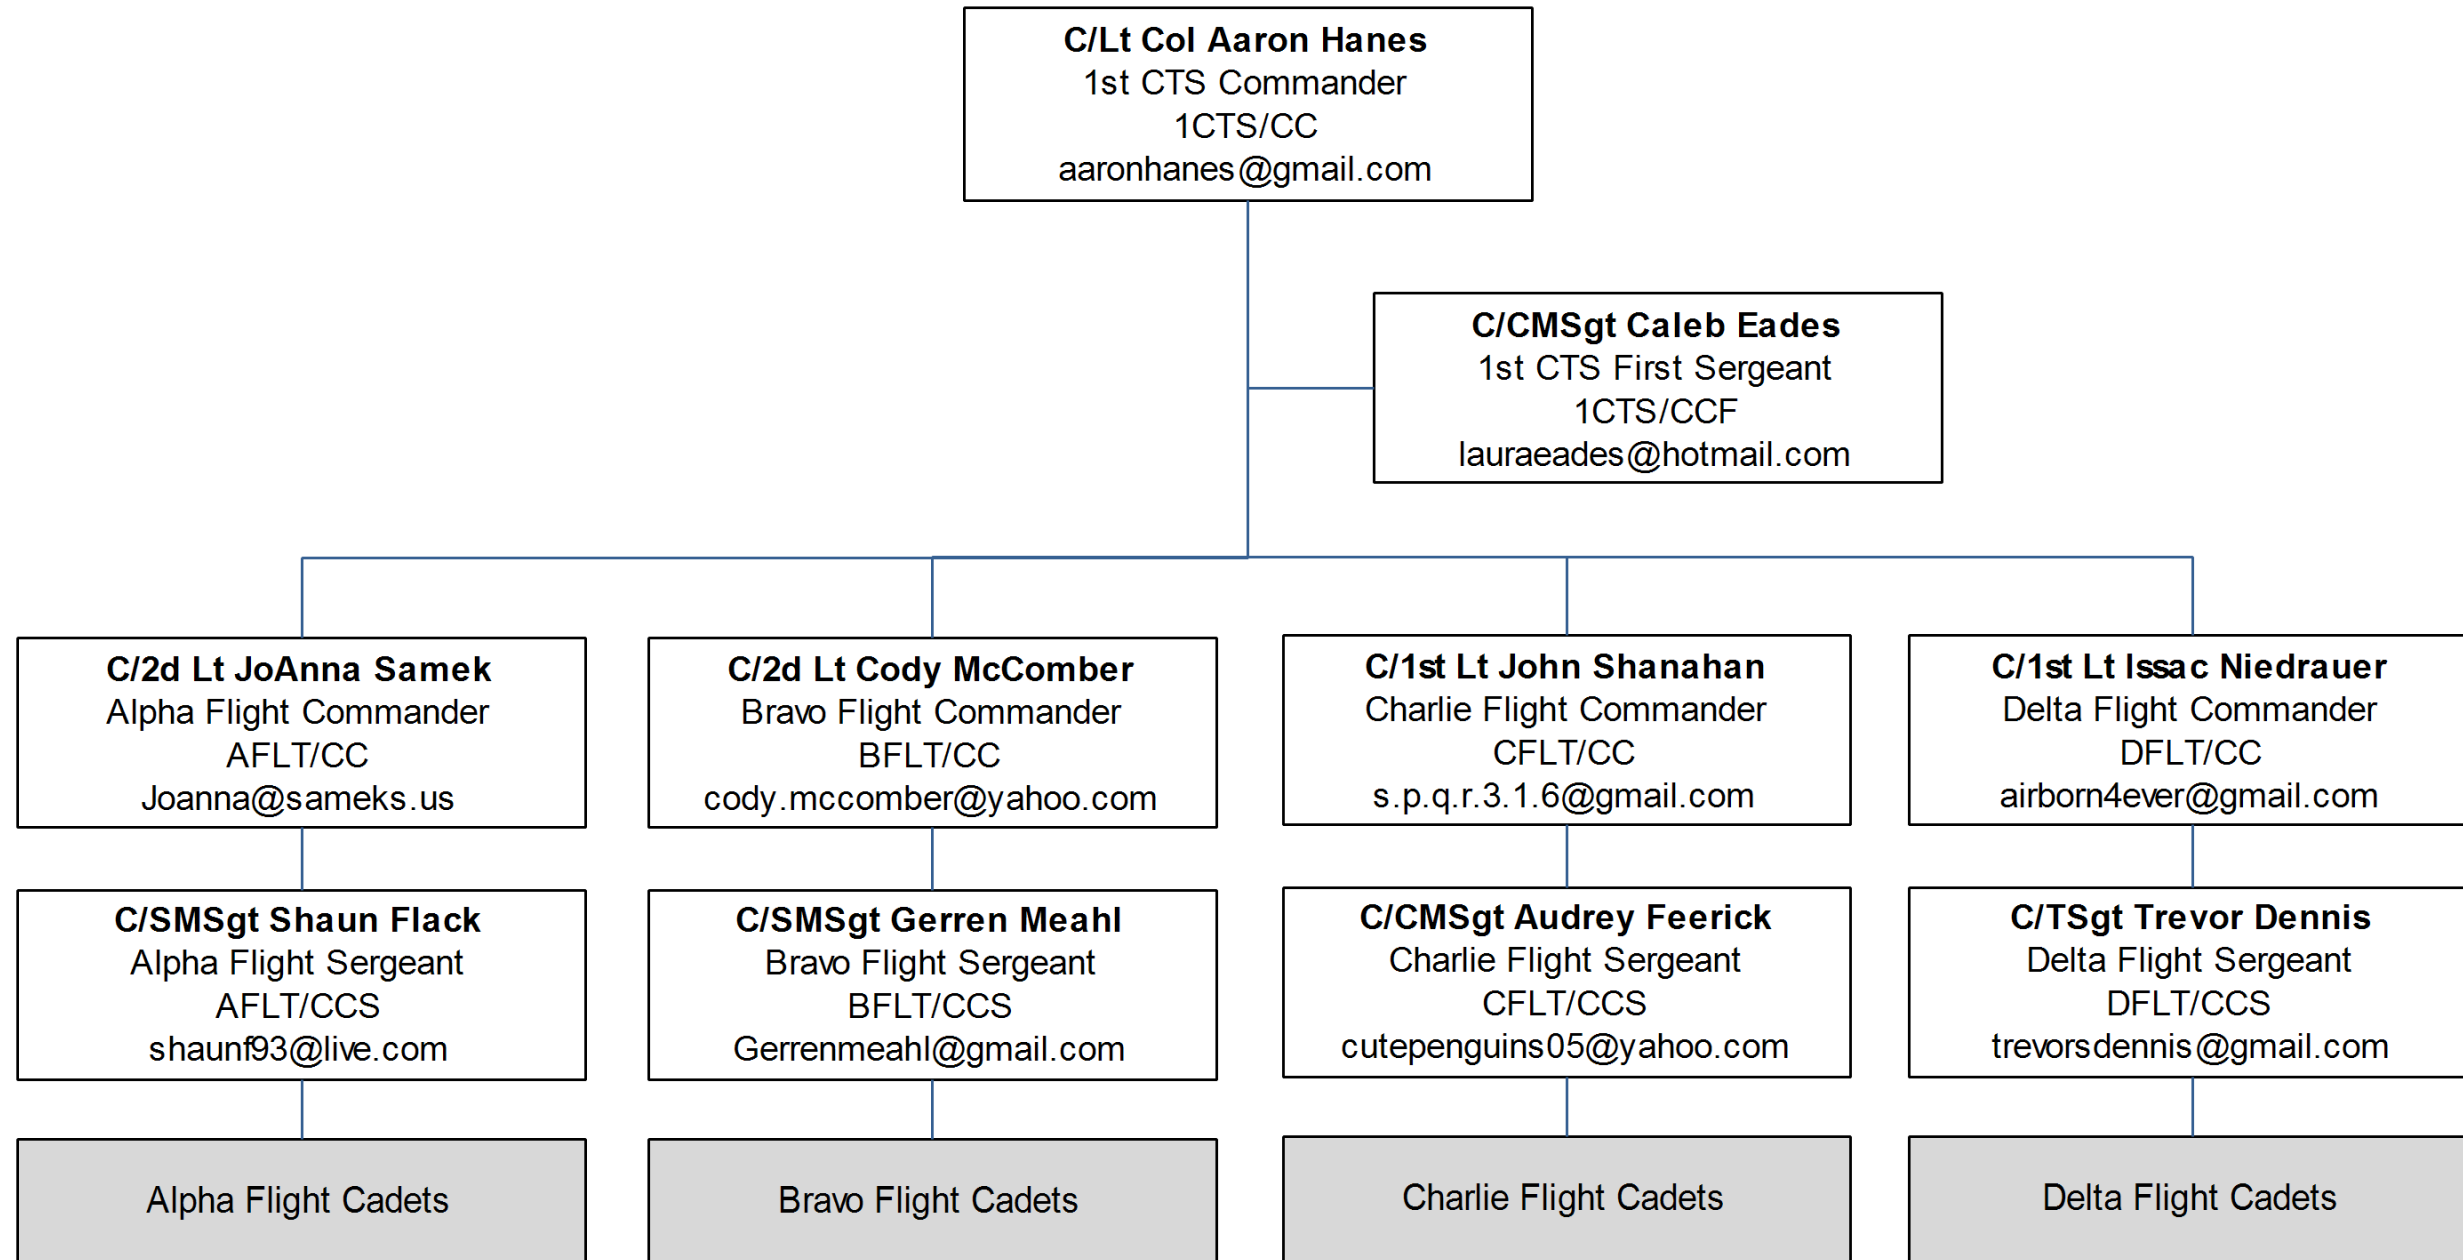 C/Lt Col Aaron Hanes
1st CTS Commander
1CTS/CC
aaronhanes@gmail.com
C/CMSgt Caleb Eades
1st CTS First Sergeant
1CTS/CCF
lauraeades@hotmail.com
C/2d Lt JoAnna Samek
Alpha Flight Commander
AFLT/CC
Joanna@sameks.us
C/2d Lt Cody McComber
Bravo Flight Commander
BFLT/CC
cody.mccomber@yahoo.com
C/1st Lt John Shanahan
Charlie Flight Commander
CFLT/CC
s.p.q.r.3.1.6@gmail.com
C/1st Lt Issac Niedrauer
Delta Flight Commander
DFLT/CC
airborn4ever@gmail.com
C/SMSgt Shaun Flack
Alpha Flight Sergeant
AFLT/CCS
shaunf93@live.com
C/SMSgt Gerren Meahl
Bravo Flight Sergeant
BFLT/CCS
Gerrenmeahl@gmail.com
C/CMSgt Audrey Feerick
Charlie Flight Sergeant
CFLT/CCS
cutepenguins05@yahoo.com
C/TSgt Trevor Dennis
Delta Flight Sergeant
DFLT/CCS
trevorsdennis@gmail.com
Alpha Flight Cadets
Bravo Flight Cadets
Charlie Flight Cadets
Delta Flight Cadets